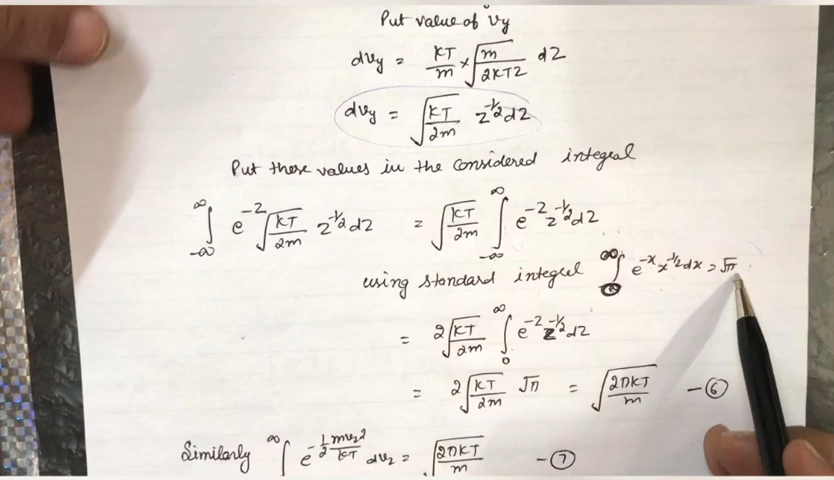 Put value of vy
dvy = KT/m × √(m/2KTZ) dZ
dvy = √(KT/2m) Z^-1/2 dZ
Put these values in the considered integral
∞∫-∞ e^-Z √(KT/2m) Z^-1/2 dZ = √(KT/2m) ∞∫-∞ e^-Z Z^-1/2 dZ
using standard integral ∞∫0 e^-x x^-1/2 dx = √π
= 2√(KT/2m) ∞∫0 e^-Z Z^-1/2 dZ
= 2√(KT/2m) √π = √(2πKT/m) — ⑥
Similarly ∞∫ e^-1/2 mvz²/KT dvz = √(2πKT/m) — ⑦